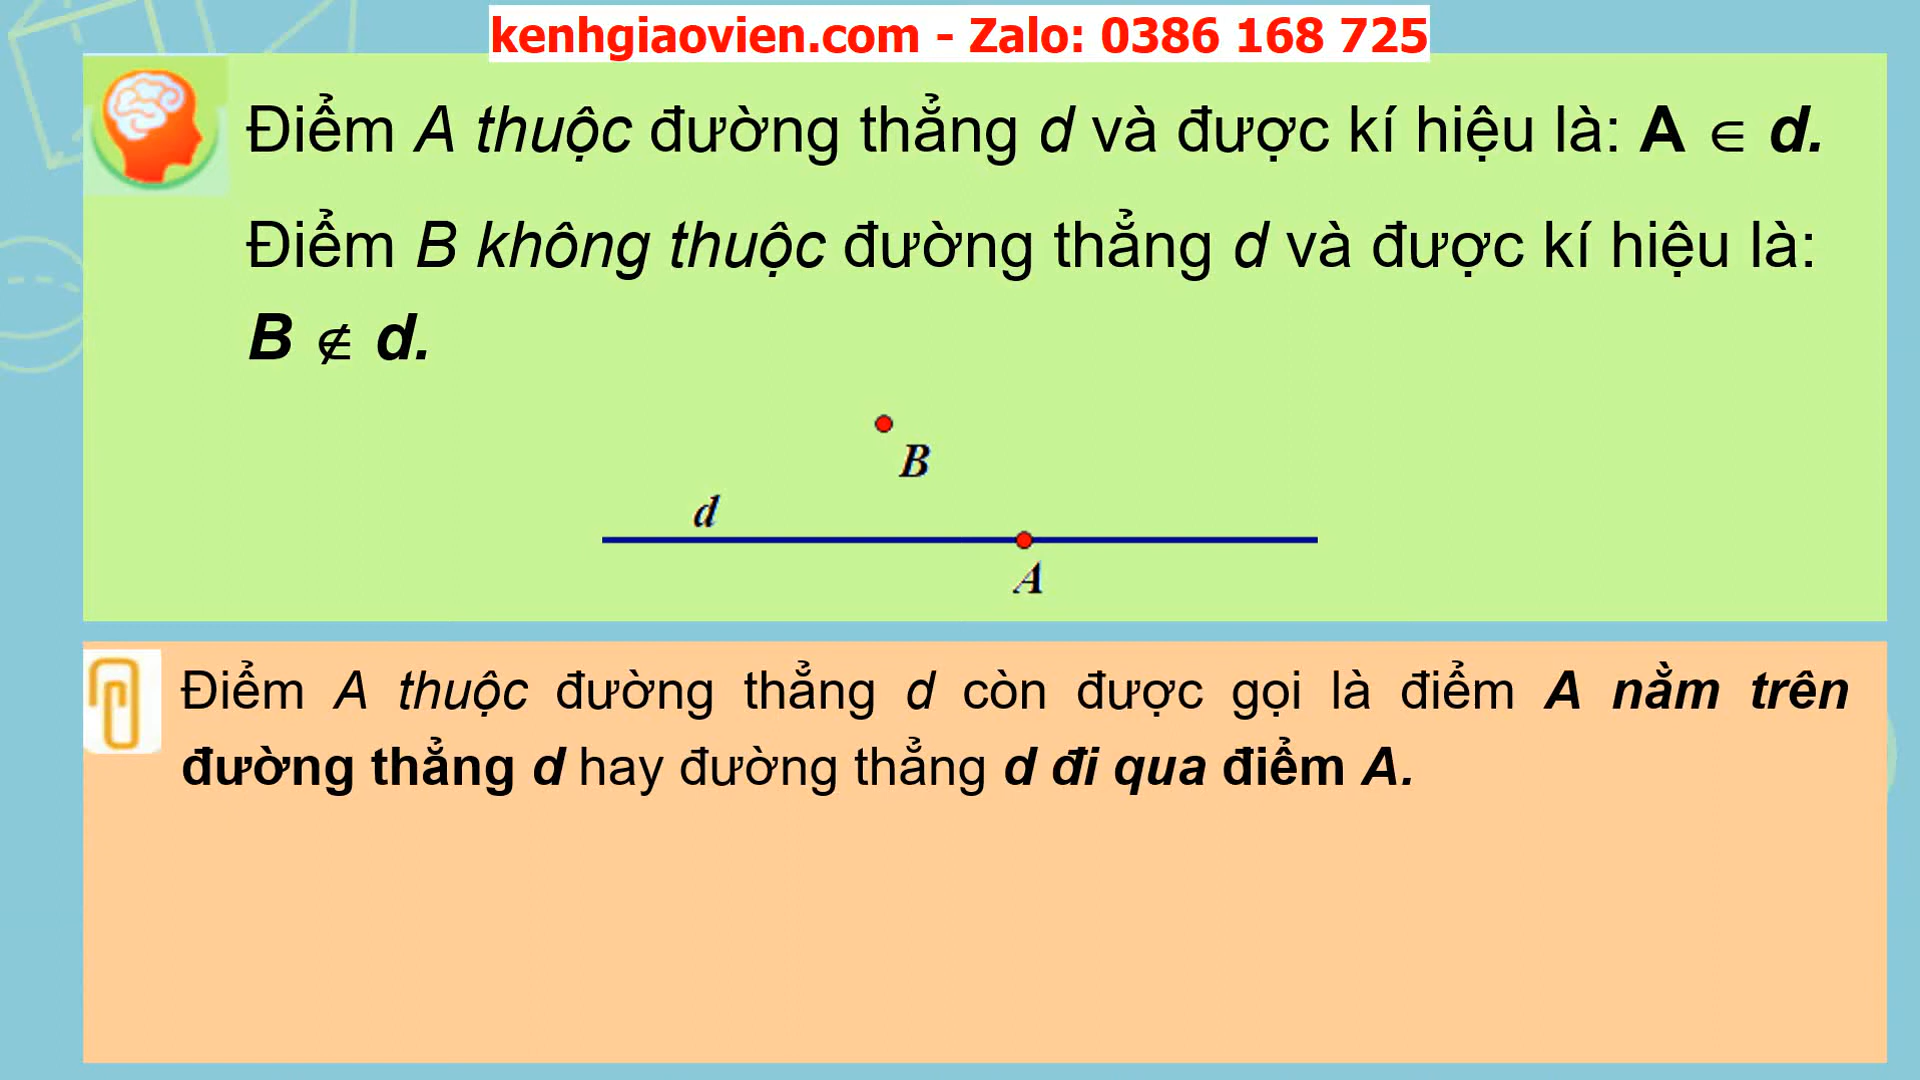 kenhgiaovien.com - Zalo: 0386 168 725
Điểm A thuộc đường thẳng d và được kí hiệu là: A ∈ d.
Điểm B không thuộc đường thẳng d và được kí hiệu là:
B ∉ d.
B
d
A
Điểm A thuộc đường thẳng d còn được gọi là điểm A nằm trên
đường thẳng d hay đường thẳng d đi qua điểm A.